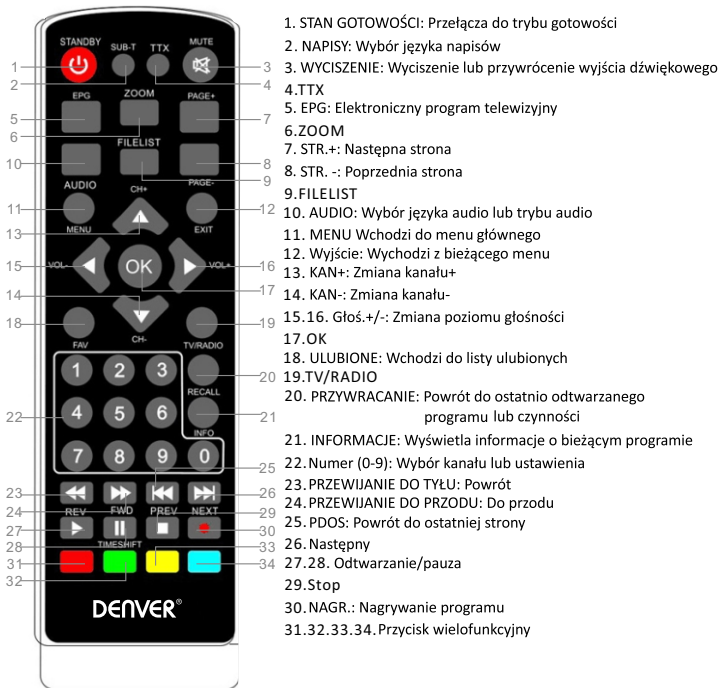 STANDBY
SUB-T
TTX
MUTE
1
2
3
4
EPG
ZOOM
PAGE+
5
6
7
FILELIST
10
8
9
AUDIO
CH+
PAGE-
11
12
MENU
EXIT
13
15
VOL-
OK
VOL+
16
14
17
18
19
FAV
CH-
TV/RADIO
1
2
3
20
RECALL
22
4
5
6
21
INFO
7
8
9
0
25
23
26
24
REV
FWD
PREV
NEXT
29
27
30
28
TIMESHIFT
33
31
34
32
DENVER®
1. STAN GOTOWOŚCI: Przełącza do trybu gotowości
2. NAPISY: Wybór języka napisów
3. WYCISZENIE: Wyciszenie lub przywrócenie wyjścia dźwiękowego
4.TTX
5. EPG: Elektroniczny program telewizyjny
6.ZOOM
7. STR.+: Następna strona
8. STR. -: Poprzednia strona
9.FILELIST
10. AUDIO: Wybór języka audio lub trybu audio
11. MENU Wchodzi do menu głównego
12. Wyjście: Wychodzi z bieżącego menu
13. KAN+: Zmiana kanału+
14. KAN-: Zmiana kanału-
15.16. Głoś.+/-: Zmiana poziomu głośności
17.OK
18. ULUBIONE: Wchodzi do listy ulubionych
19.TV/RADIO
20. PRZYWRACANIE: Powrót do ostatnio odtwarzanego
programu lub czynności
21. INFORMACJE: Wyświetla informacje o bieżącym programie
22.Numer (0-9): Wybór kanału lub ustawienia
23.PRZEWIJANIE DO TYŁU: Powrót
24.PRZEWIJANIE DO PRZODU: Do przodu
25.PDOS: Powrót do ostatniej strony
26.Następny
27.28. Odtwarzanie/pauza
29.Stop
30.NAGR.: Nagrywanie programu
31.32.33.34.Przycisk wielofunkcyjny